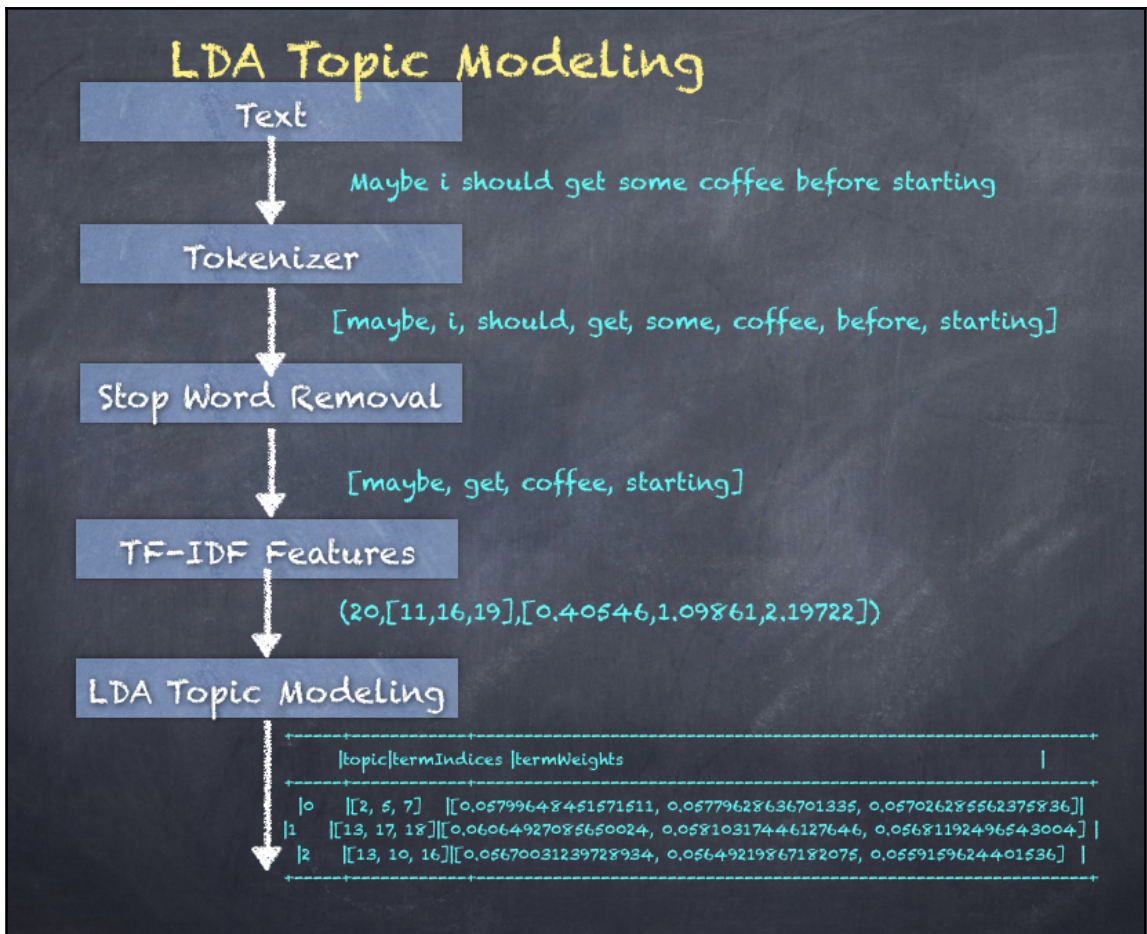 LDA Topic Modeling
Text
Maybe i should get some coffee before starting
Tokenizer
[maybe, i, should, get, some, coffee, before, starting]
Stop Word Removal
[maybe, get, coffee, starting]
TF-IDF Features
(20,[11,16,19],[0.40546,1.09861,2.19722])
LDA Topic Modeling
+------+-------------+--------------------------------------------------------------+
|topic|termIndices |termWeights |
+------+-------------+--------------------------------------------------------------+
|0 |[2, 5, 7] |[0.05799648451571511, 0.05779628636701335, 0.057026285562375836]|
|1 |[13, 17, 18]|[0.06064927085650024, 0.05810317446127646, 0.05681192496543004] |
|2 |[13, 10, 16]|[0.05670031239728934, 0.05649219867182075, 0.0559159624401536] |
+------+-------------+--------------------------------------------------------------+